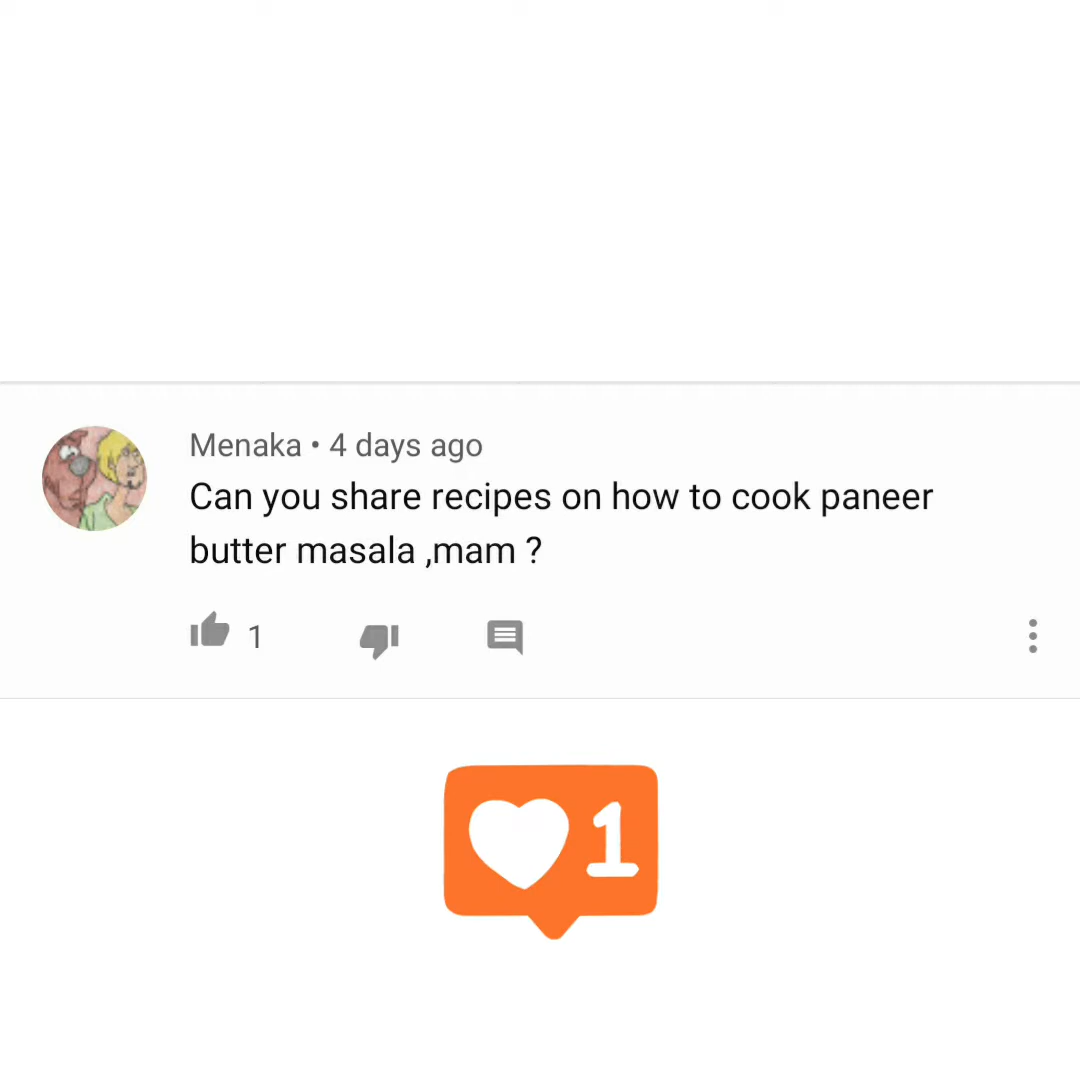 Menaka • 4 days ago
Can you share recipes on how to cook paneer
butter masala ,mam ?
1
1